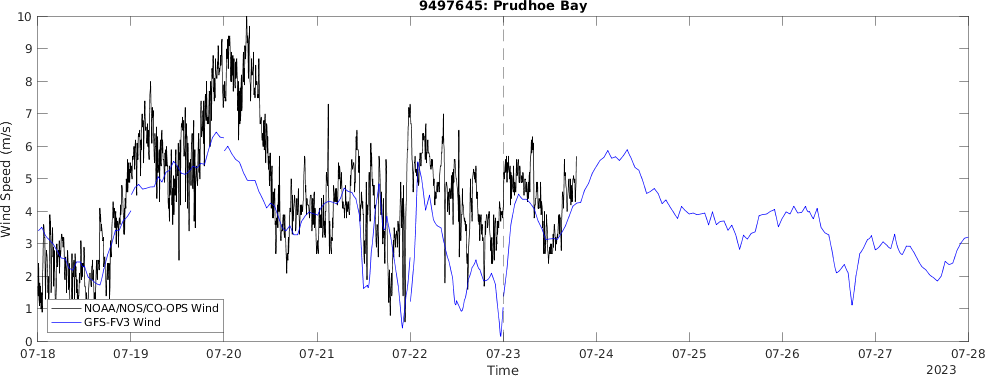 9497645: Prudhoe Bay
10
9
8
7
6
5
4
3
2
1
0
Wind Speed (m/s)
NOAA/NOS/CO-OPS Wind
GFS-FV3 Wind
07-18 07-19 07-20 07-21 07-22 07-23 07-24 07-25 07-26 07-27 07-28
Time
2023